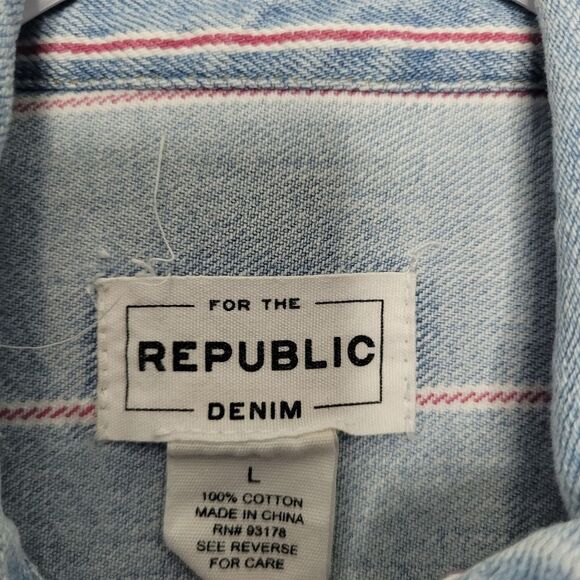 FOR THE
REPUBLIC
DENIM
L
100% COTTON
MADE IN CHINA
RN# 93178
SEE REVERSE
FOR CARE